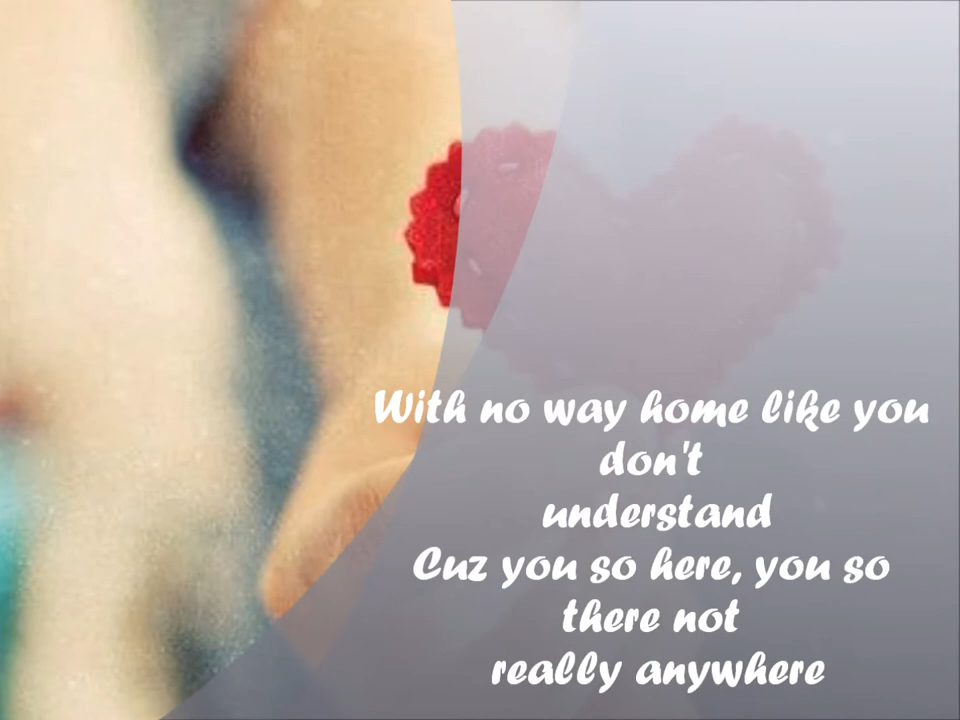 With no way home like you
don't
understand
Cuz you so here, you so
there not
really anywhere